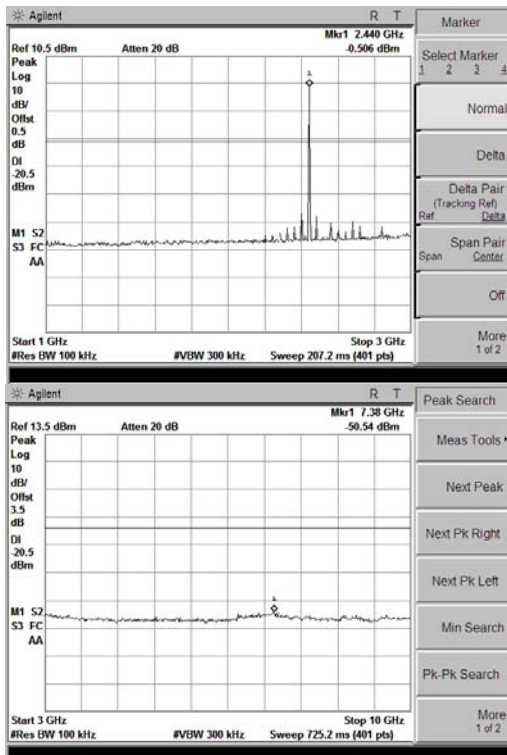 Agilent R T
Mkr1 2.440 GHz
Ref 10.5 dBm Atten 20 dB -0.506 dBm
Peak
Log
10
dB/
Offst
0.5
dB
DI
-20.5
dBm
M1 S2
S3 FC
AA
Start 1 GHz Stop 3 GHz
#Res BW 100 kHz #VBW 300 kHz Sweep 207.2 ms (401 pts)
Marker
Select Marker
1 2 3 4
Normal
Delta
Delta Pair
(Tracking Ref)
Ref Delta
Span Pair
Span Center
Off
More
1 of 2
Agilent R T
Mkr1 7.38 GHz
Ref 13.5 dBm Atten 20 dB -50.54 dBm
Peak
Log
10
dB/
Offst
3.5
dB
DI
-20.5
dBm
M1 S2
S3 FC
AA
Start 3 GHz Stop 10 GHz
#Res BW 100 kHz #VBW 300 kHz Sweep 725.2 ms (401 pts)
Peak Search
Meas Tools
Next Peak
Next Pk Right
Next Pk Left
Min Search
Pk-Pk Search
More
1 of 2